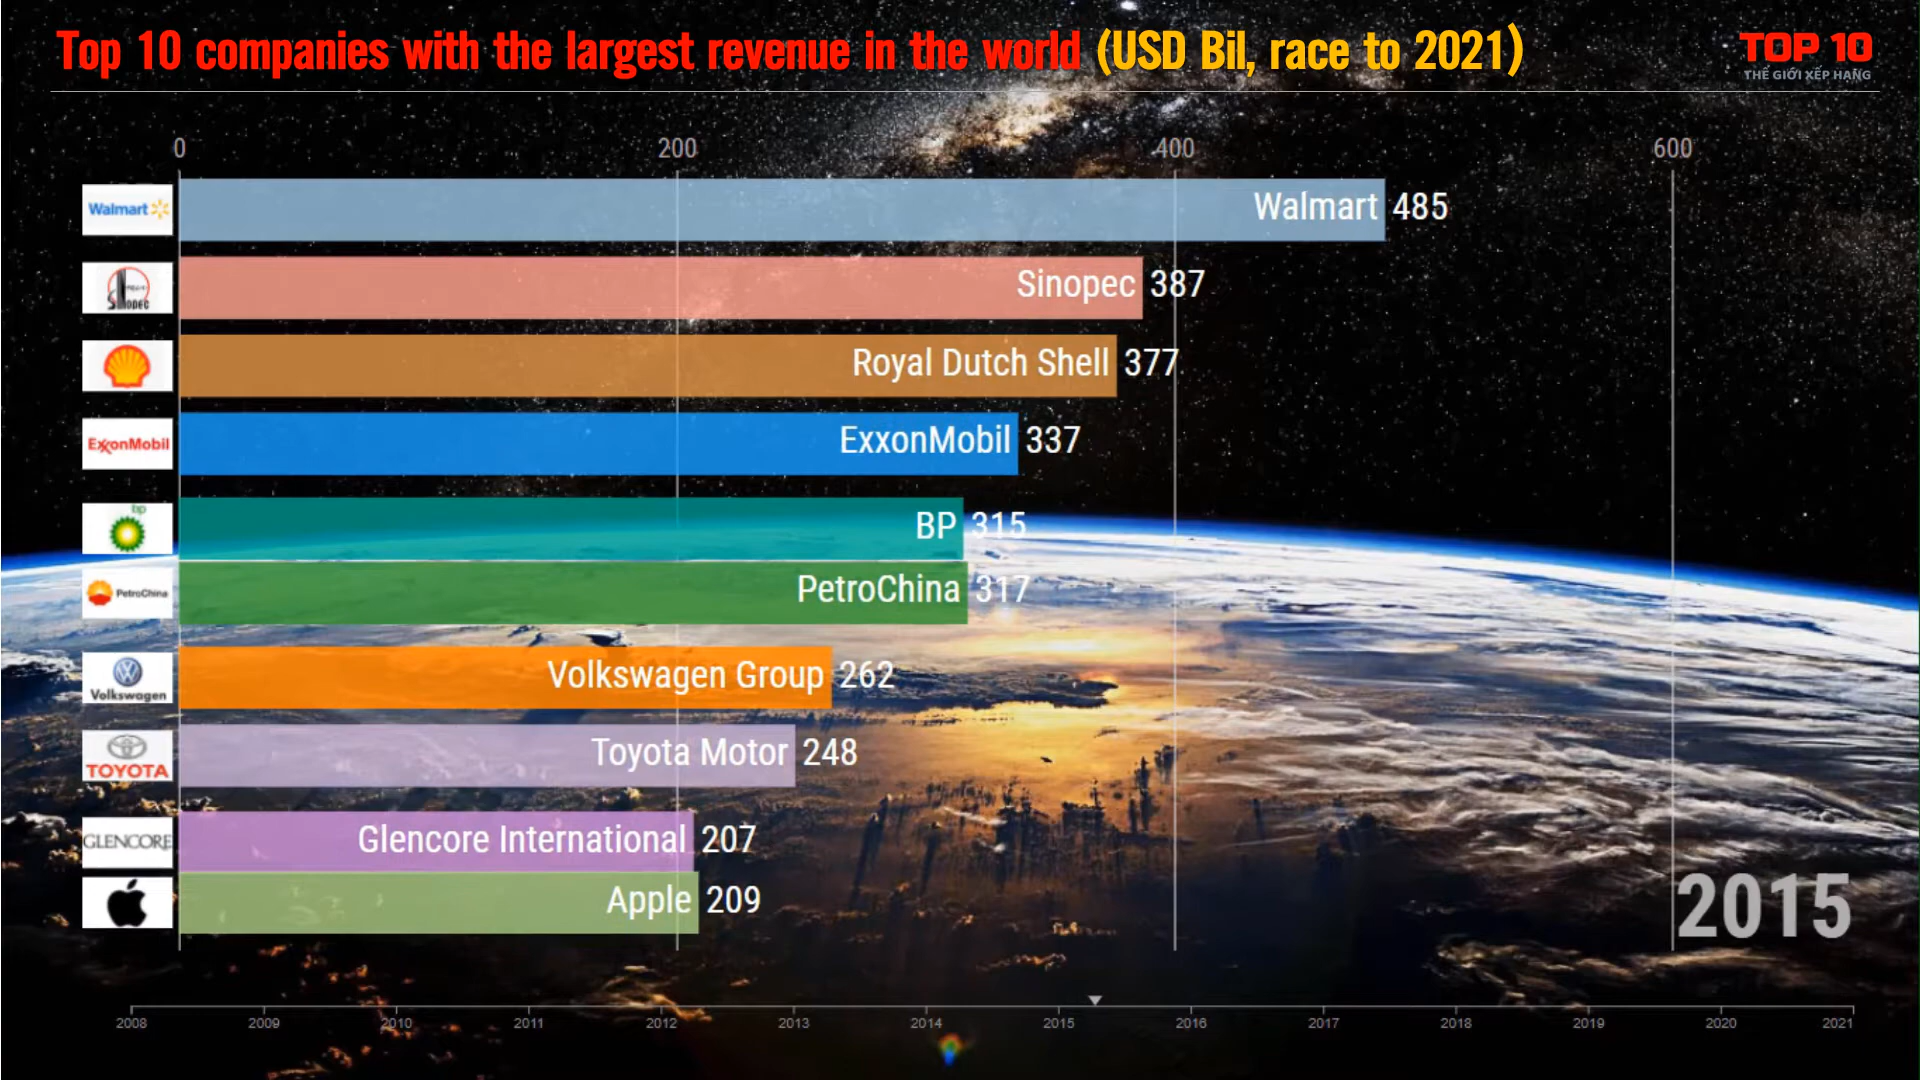 Top 10 companies with the largest revenue in the world (USD Bil, race to 2021)
TOP 10
THẾ GIỚI XẾP HẠNG
0 200 400 600
Walmart Walmart 485
SINOPEC Sinopec 387
Royal Dutch Shell 377
ExxonMobil ExxonMobil 337
bp BP 315
PetroChina PetroChina 317
Volkswagen Volkswagen Group 262
TOYOTA Toyota Motor 248
GLENCORE Glencore International 207
Apple 209
2015
2008 2009 2010 2011 2012 2013 2014 2015 2016 2017 2018 2019 2020 2021